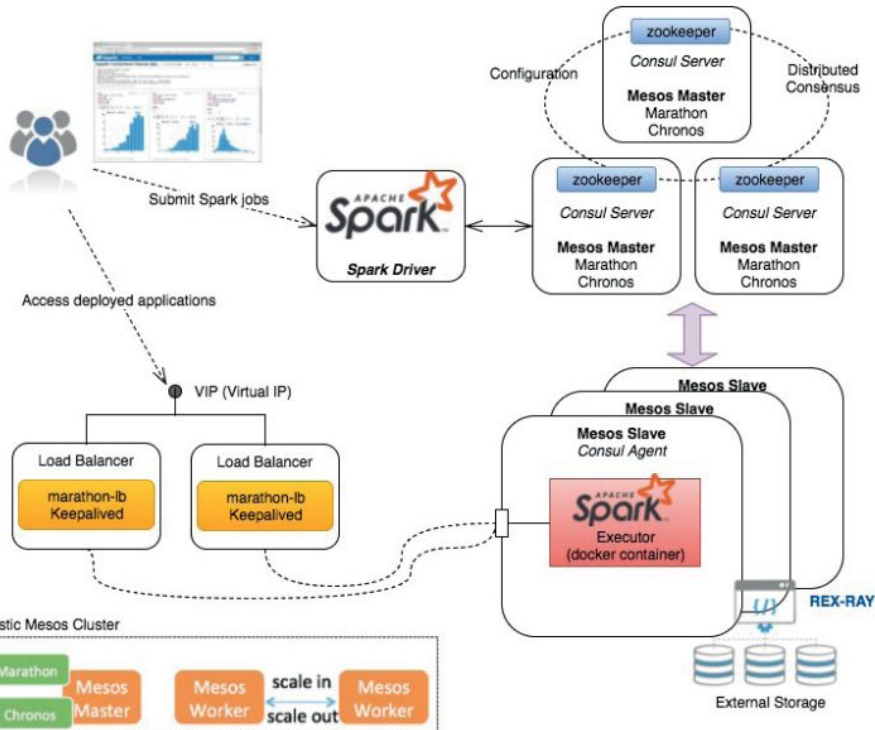 zookeeper
Consul Server
Mesos Master
Marathon
Chronos
Configuration
Distributed
Consensus
zookeeper
Consul Server
Mesos Master
Marathon
Chronos
zookeeper
Consul Server
Mesos Master
Marathon
Chronos
Submit Spark jobs
APACHE
Spark
Spark Driver
Access deployed applications
VIP (Virtual IP)
Load Balancer
marathon-lb
Keepalived
Load Balancer
marathon-lb
Keepalived
Mesos Slave
Mesos Slave
Mesos Slave
Consul Agent
APACHE
Spark
Executor
(docker container)
{/}
REX-RAY
External Storage
stic Mesos Cluster
Marathon
Chronos
Mesos
Master
Mesos
Worker
scale in
scale out
Mesos
Worker